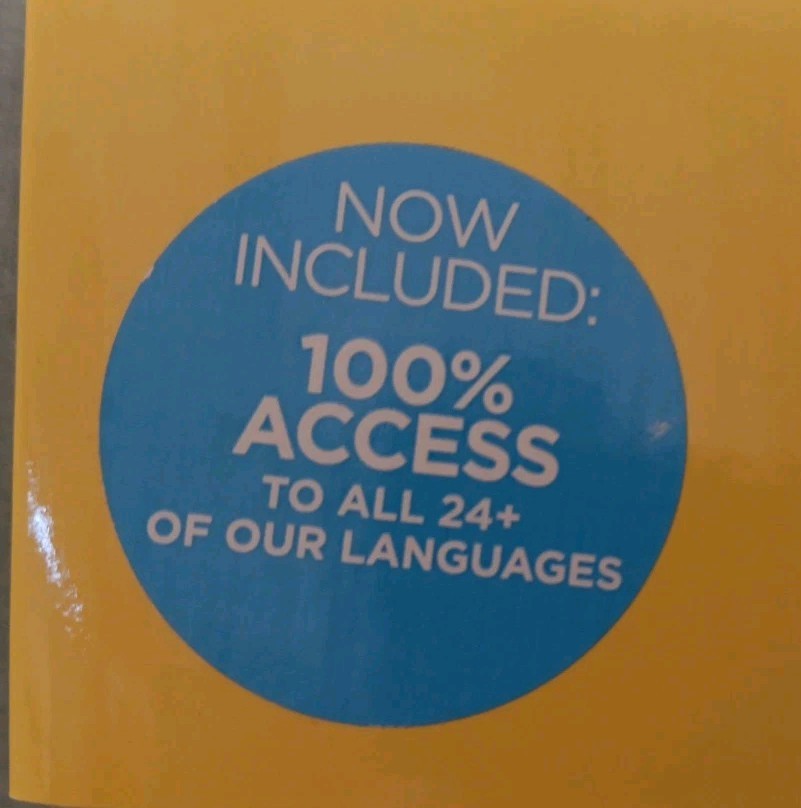 NOW
INCLUDED:
100%
ACCESS
TO ALL 24+
OF OUR LANGUAGES